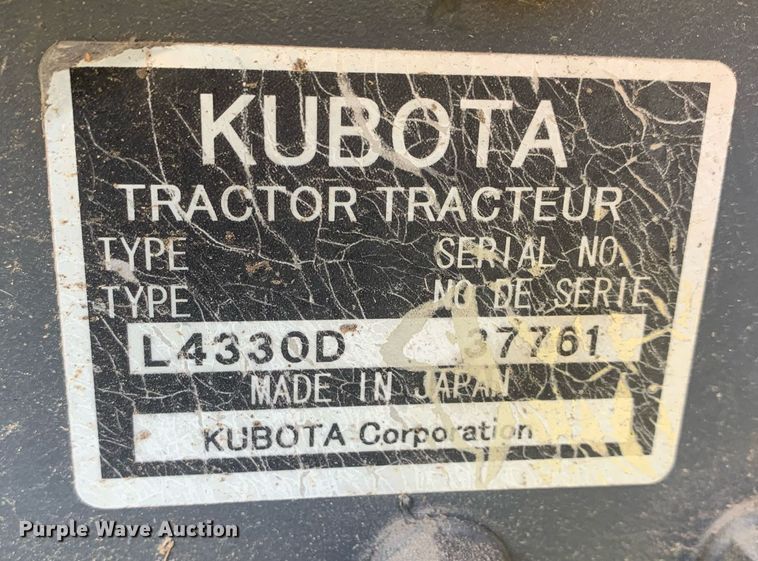 KUBOTA
TRACTOR TRACTEUR
TYPE SERIAL NO.
TYPE NO DE SERIE
L4330D 37761
MADE IN JAPAN
KUBOTA Corporation
Purple Wave Auction